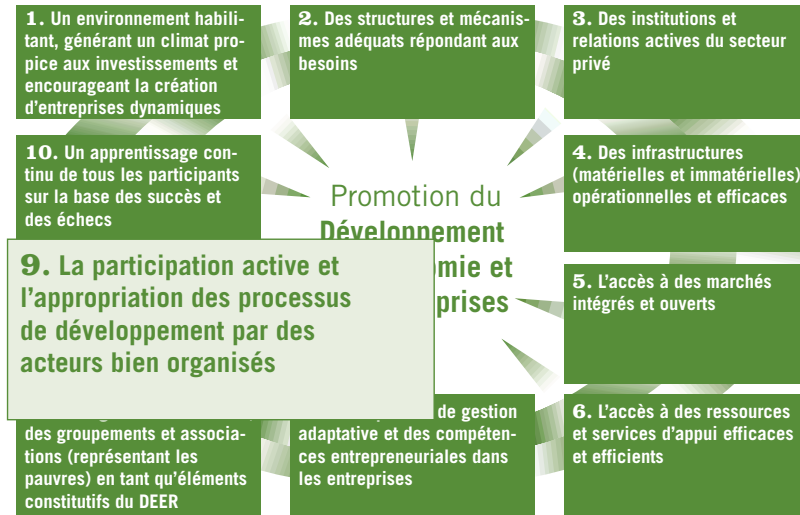 1. Un environnement habili-
tant, générant un climat pro-
pice aux investissements et
encourageant la création
d'entreprises dynamiques
2. Des structures et mécanis-
mes adéquats répondant aux
besoins
3. Des institutions et
relations actives du secteur
privé
10. Un apprentissage con-
tinu de tous les participants
sur la base des succès et
des échecs
Promotion du
Développement
et
prises
4. Des infrastructures
(matérielles et immatérielles)
opérationnelles et efficaces
9. La participation active et
l'appropriation des processus
de développement par des
acteurs bien organisés
5. L'accès à des marchés
intégrés et ouverts
des groupements et associa-
tions (représentant les
pauvres) en tant qu'éléments
constitutifs du DEER
de gestion
adaptative et des compéten-
ces entrepreneuriales dans
les entreprises
6. L'accès à des ressources
et services d'appui efficaces
et efficients